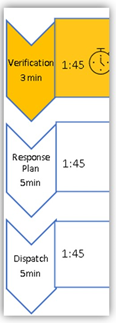 Verification
3 min
1:45
Response
Plan
5min
1:45
Dispatch
5min
1:45